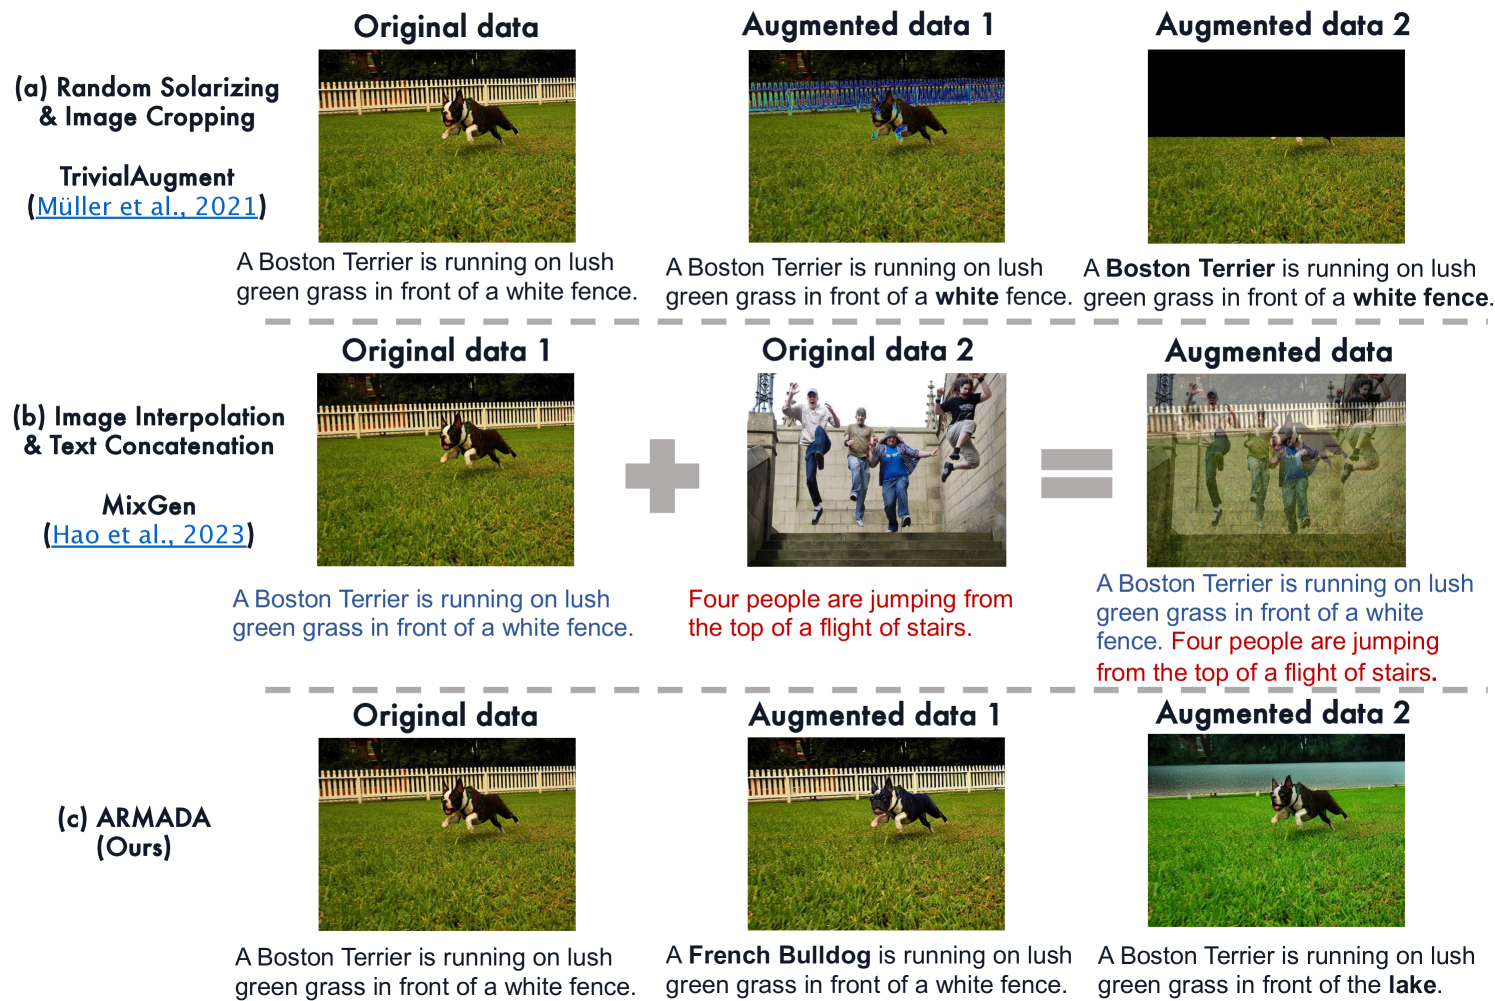 Original data
Augmented data 1
Augmented data 2
(a) Random Solarizing
& Image Cropping
TrivialAugment
(Müller et al., 2021)
A Boston Terrier is running on lush
green grass in front of a white fence.
A Boston Terrier is running on lush
green grass in front of a white fence.
A Boston Terrier is running on lush
green grass in front of a white fence.
Original data 1
Original data 2
Augmented data
(b) Image Interpolation
& Text Concatenation
MixGen
(Hao et al., 2023)
A Boston Terrier is running on lush
green grass in front of a white fence.
Four people are jumping from
the top of a flight of stairs.
A Boston Terrier is running on lush
green grass in front of a white
fence. Four people are jumping
from the top of a flight of stairs.
Original data
Augmented data 1
Augmented data 2
(c) ARMADA
(Ours)
A Boston Terrier is running on lush
green grass in front of a white fence.
A French Bulldog is running on lush
green grass in front of a white fence.
A Boston Terrier is running on lush
green grass in front of the lake.